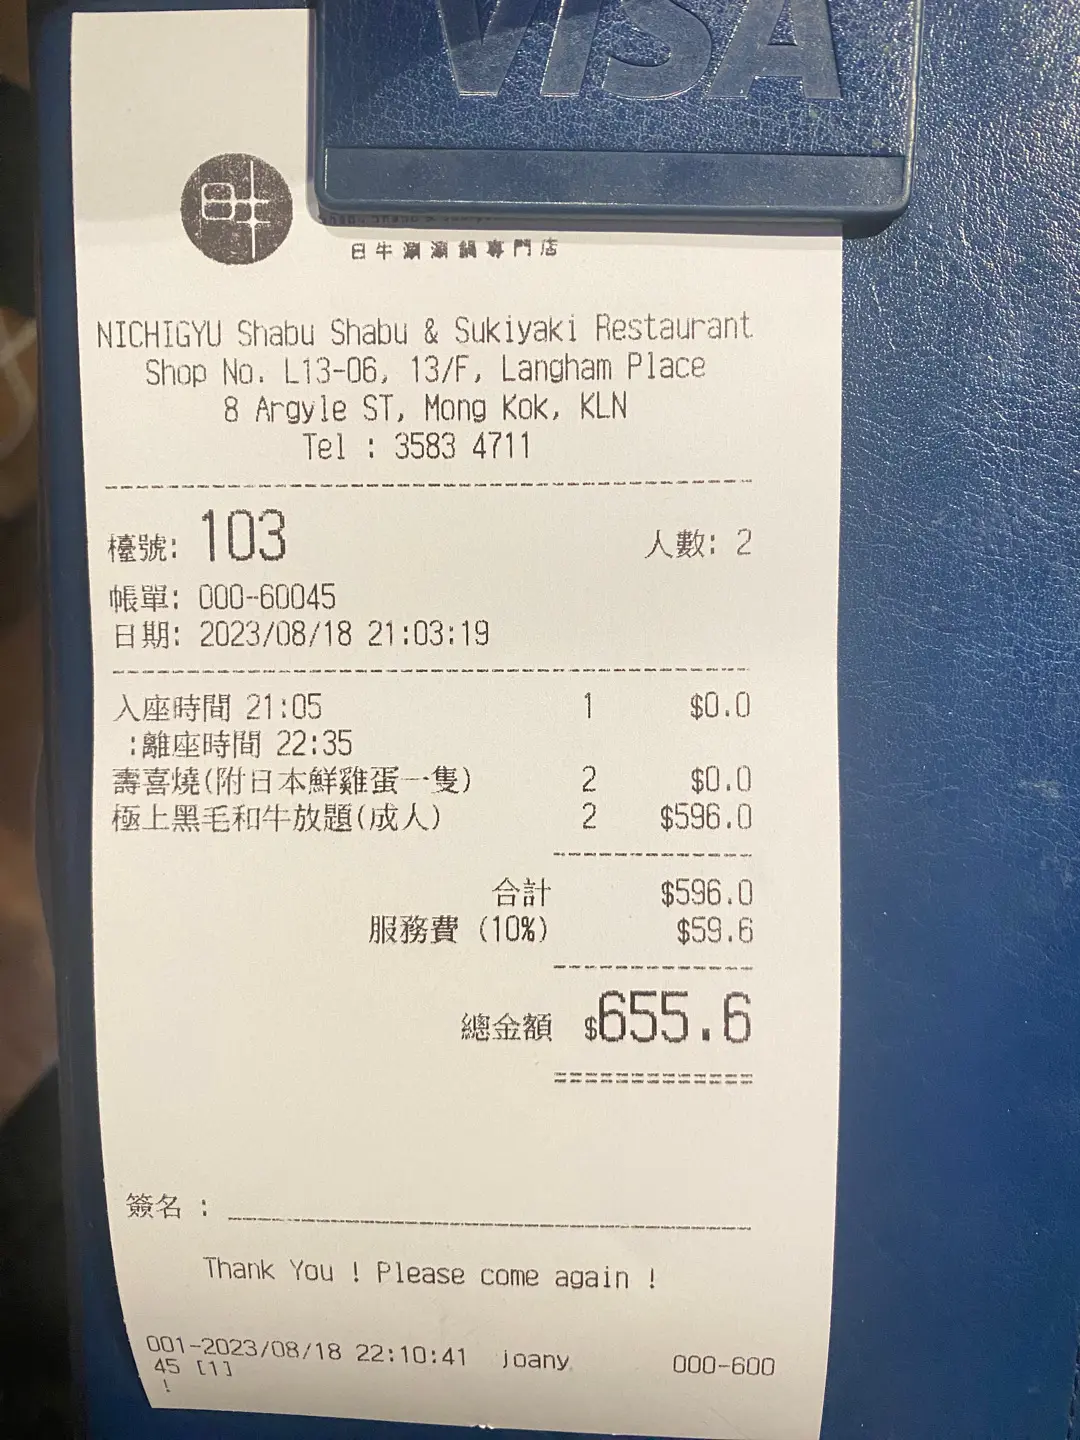 VISA
日牛
日牛涮涮鍋專門店
NICHIGYU Shabu Shabu & Sukiyaki Restaurant
Shop No. L13-06, 13/F, Langham Place
8 Argyle ST, Mong Kok, KLN
Tel : 3583 4711
檯號: 103 人數: 2
帳單: 000-60045
日期: 2023/08/18 21:03:19
入座時間 21:05 1 $0.0
:離座時間 22:35
壽喜燒(附日本鮮雞蛋一隻) 2 $0.0
極上黑毛和牛放題(成人) 2 $596.0
合計 $596.0
服務費 (10%) $59.6
總金額 $655.6
簽名 :
Thank You ! Please come again !
001-2023/08/18 22:10:41 joany 000-600
45 [1]
!